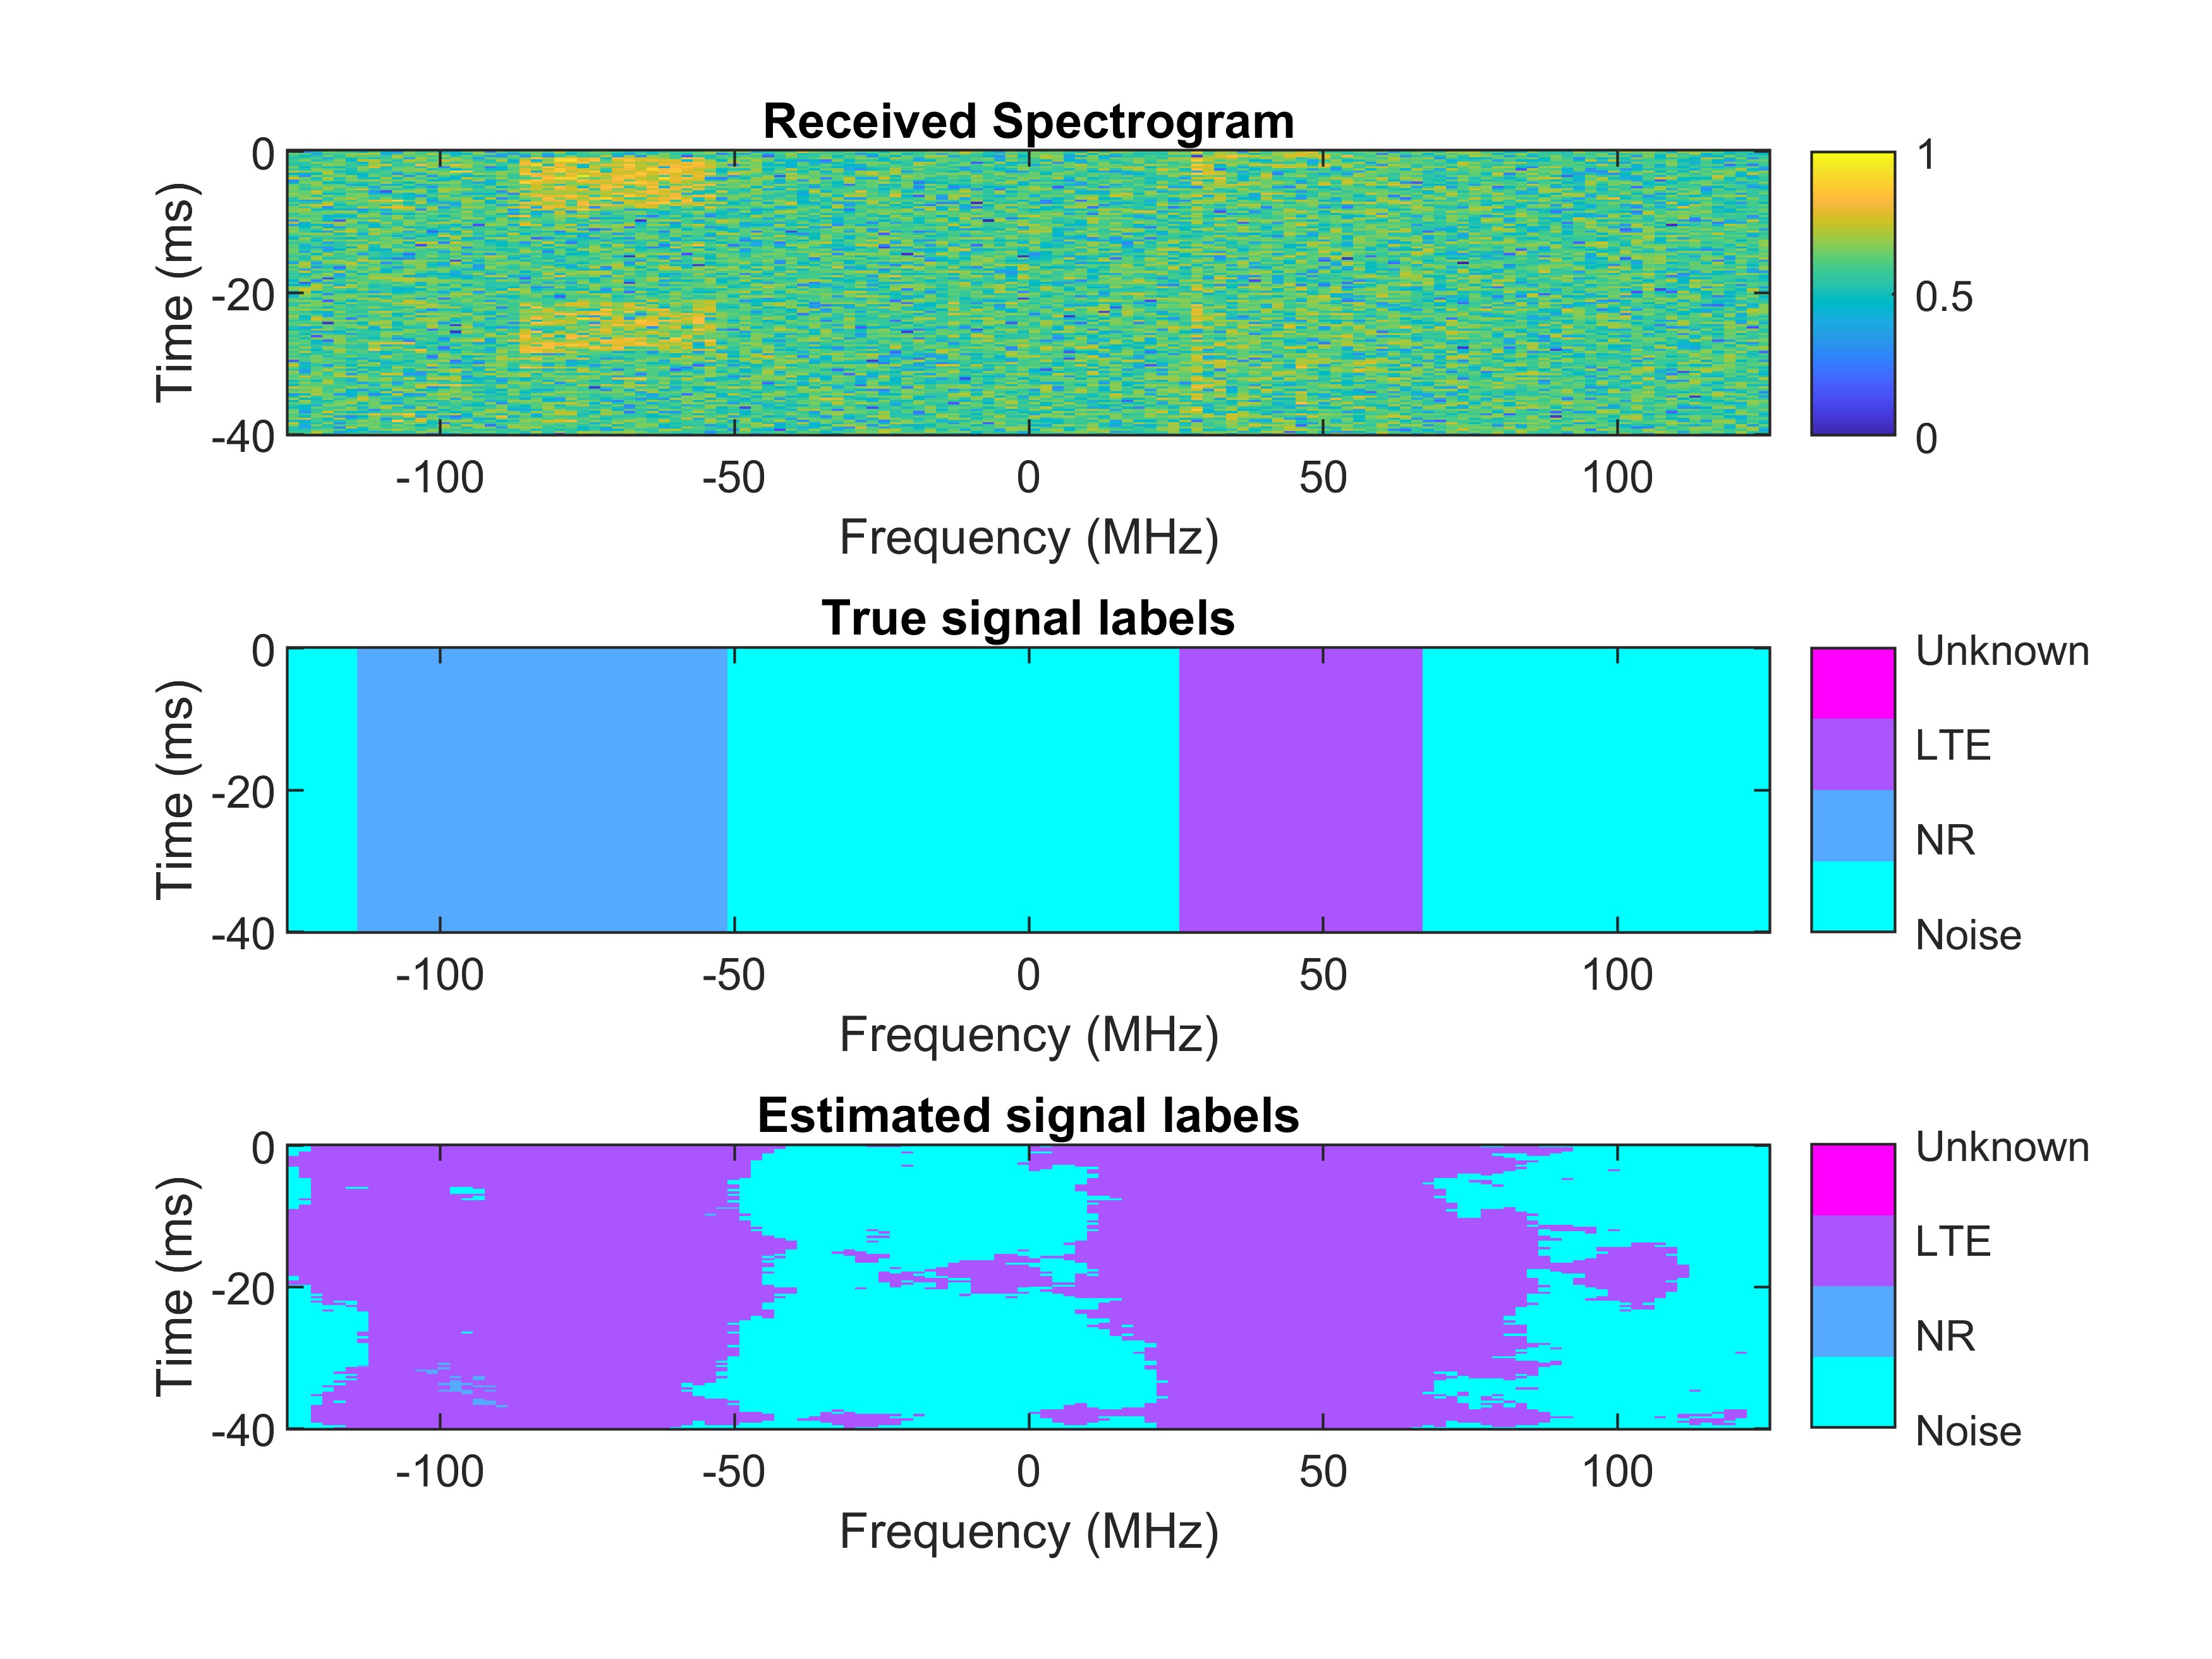 Received Spectrogram
Time (ms)
0
-20
-40
-100 -50 0 50 100
Frequency (MHz)
1
0.5
0
True signal labels
Time (ms)
0
-20
-40
-100 -50 0 50 100
Frequency (MHz)
Unknown
LTE
NR
Noise
Estimated signal labels
Time (ms)
0
-20
-40
-100 -50 0 50 100
Frequency (MHz)
Unknown
LTE
NR
Noise